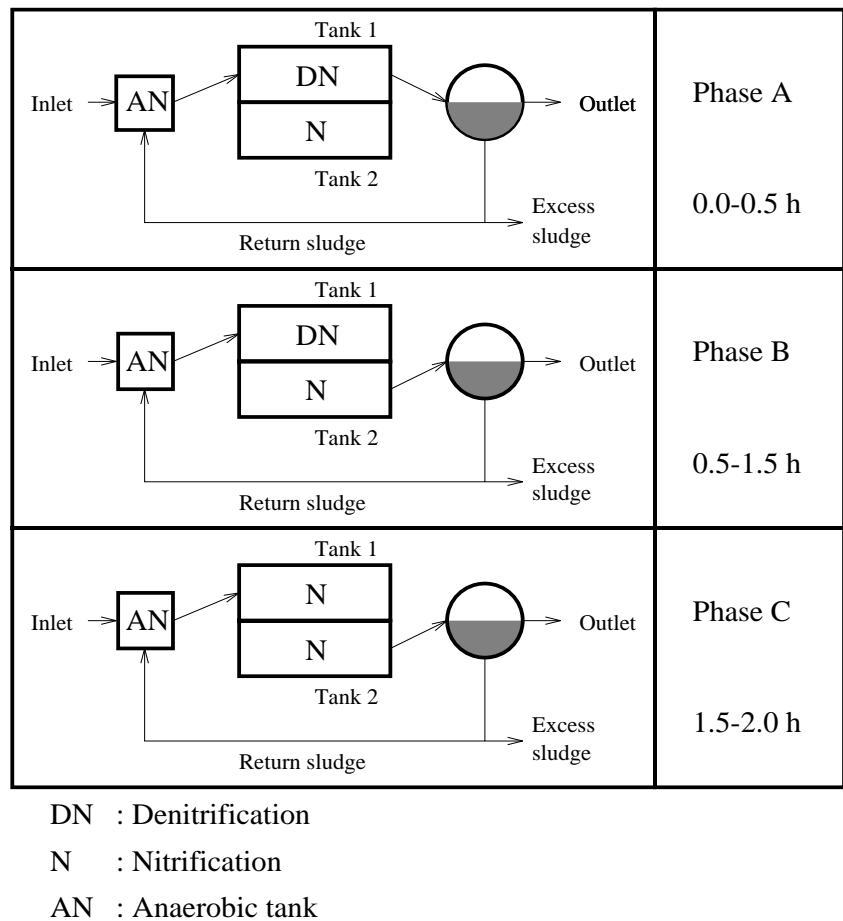 Tank 1
DN
Inlet AN Outlet Phase A
N
Tank 2
Excess
sludge
0.0-0.5 h
Return sludge
Tank 1
DN
Inlet AN Outlet Phase B
N
Tank 2
Excess
sludge
0.5-1.5 h
Return sludge
Tank 1
N
Inlet AN Outlet Phase C
N
Tank 2
Excess
sludge
1.5-2.0 h
Return sludge
DN : Denitrification
N : Nitrification
AN : Anaerobic tank